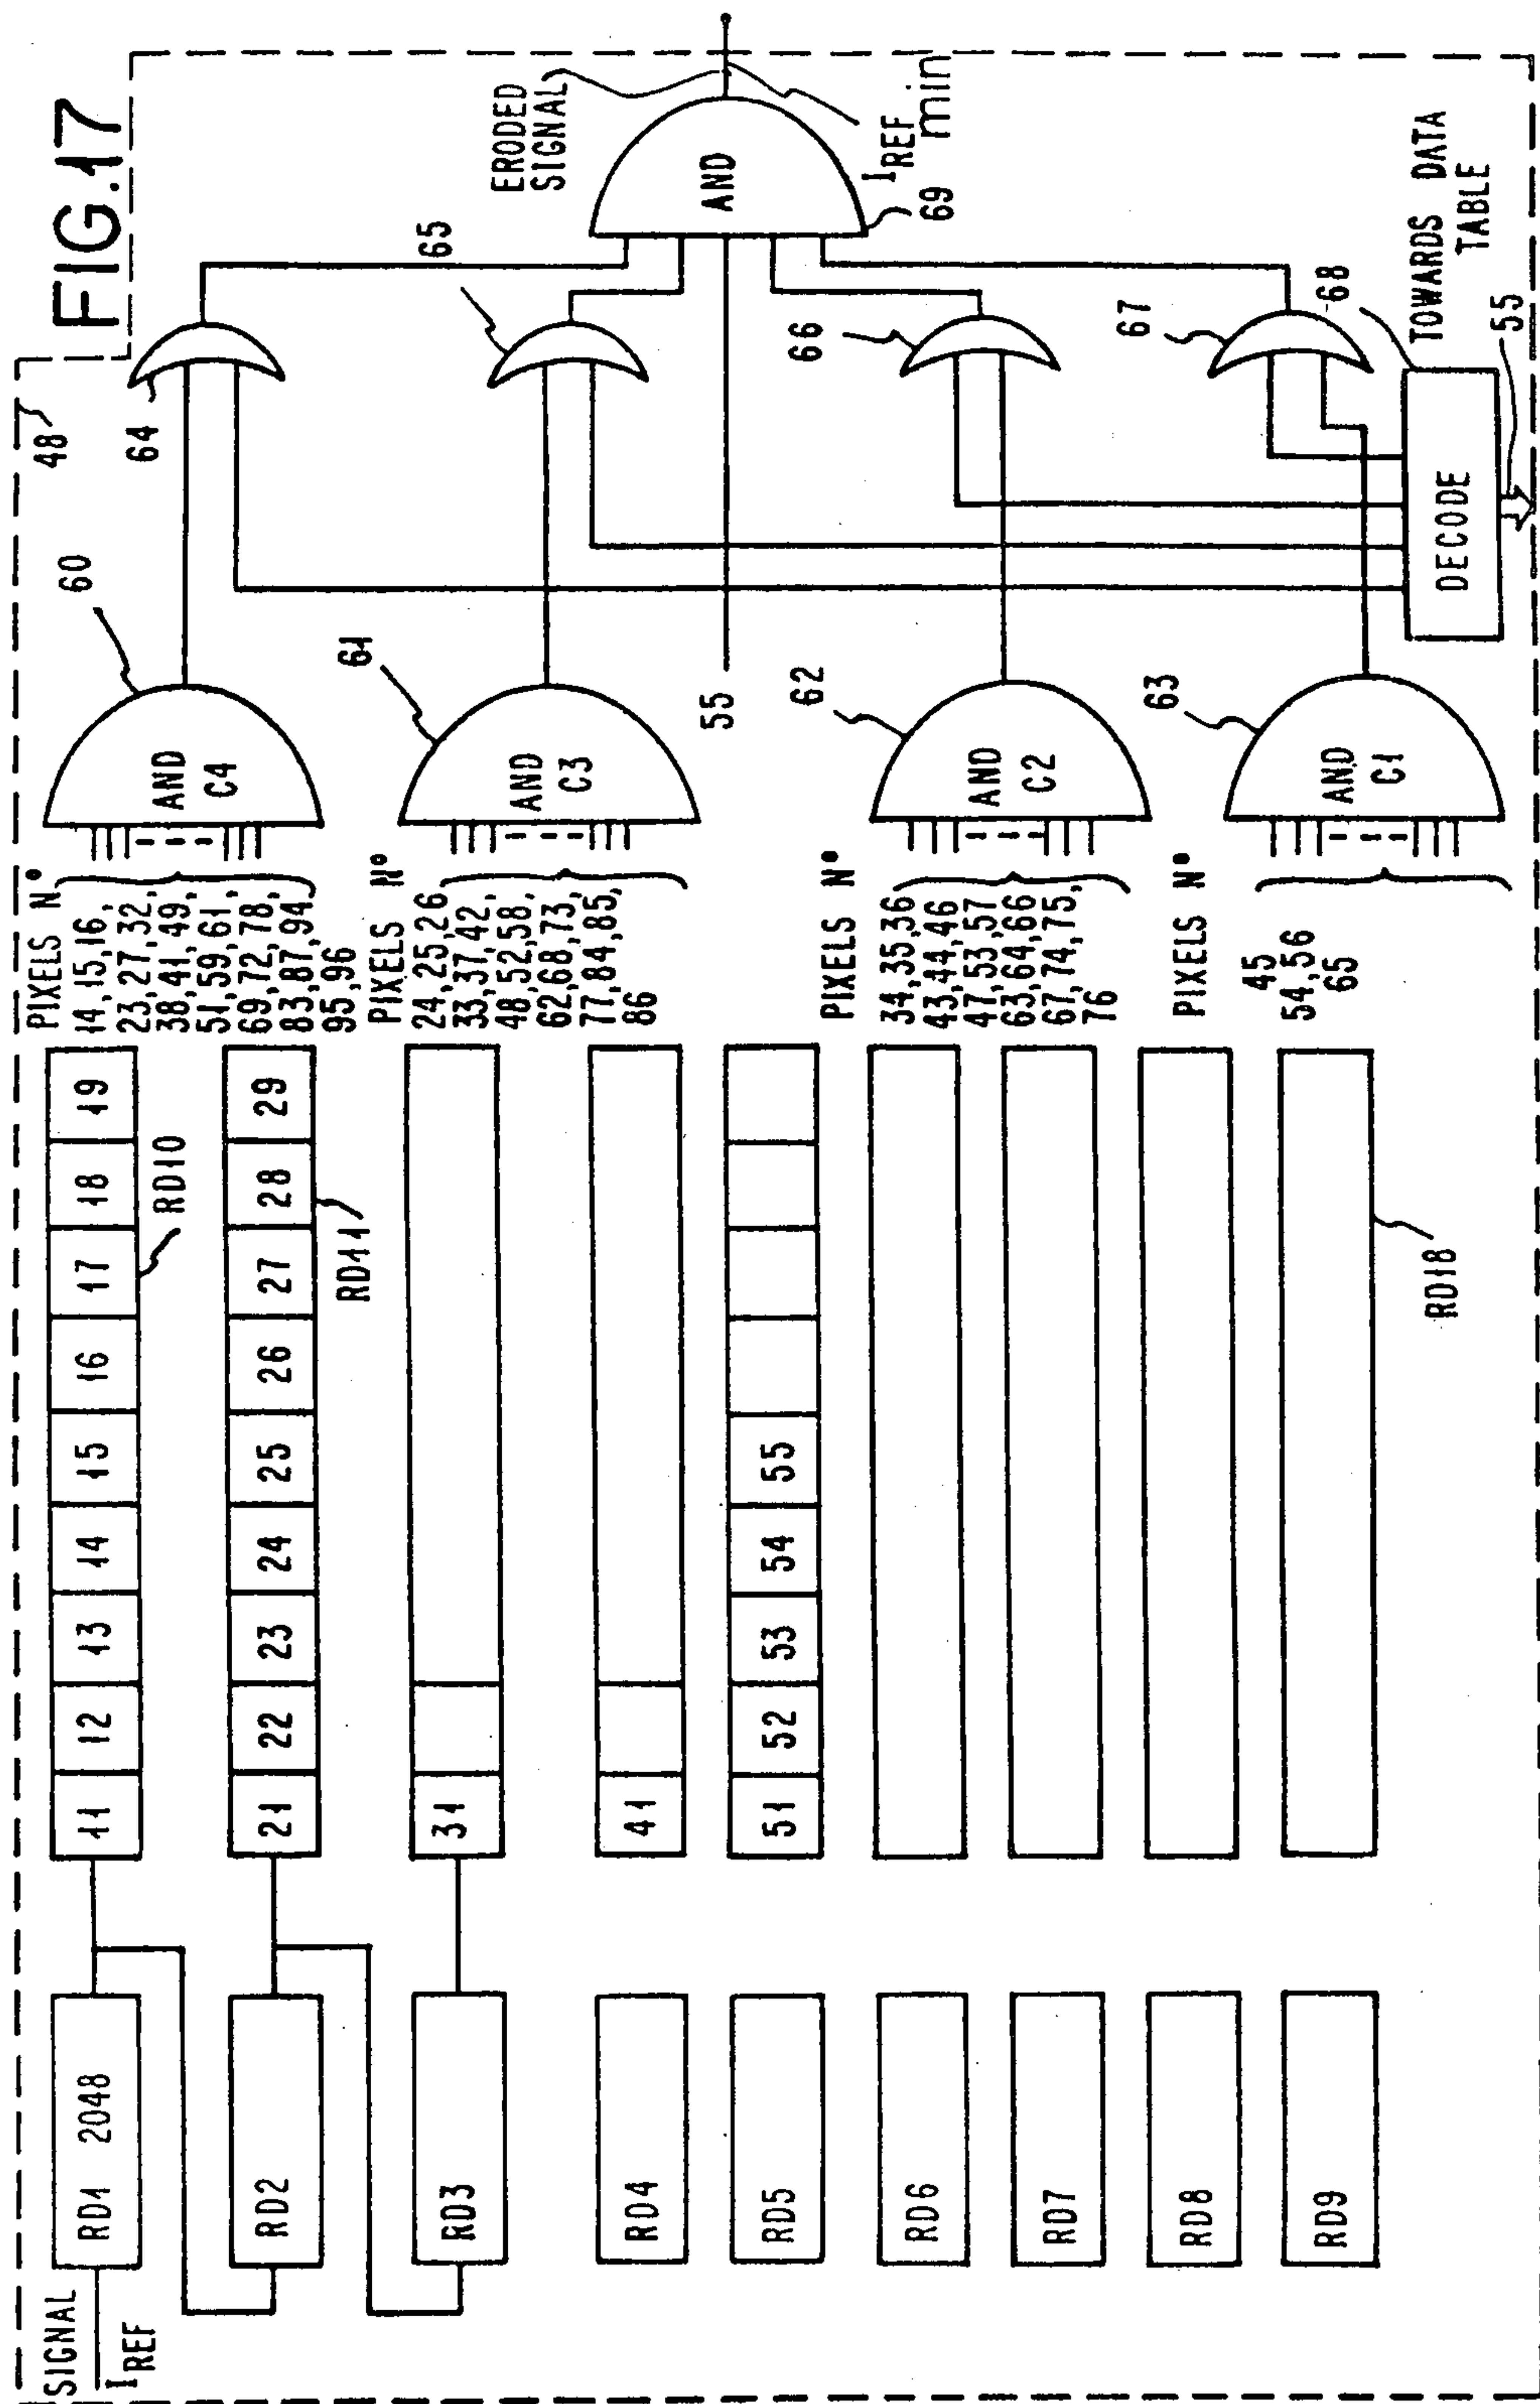 FIG.17
48
SIGNAL
I REF
RD1 2048
RD2
RD3
RD4
RD5
RD6
RD7
RD8
RD9
11 12 13 14 15 16 17 18 19
RD10
21 22 23 24 25 26 27 28 29
RD11
31
41
51 52 53 54 55
RD18
PIXELS N°
14,15,16,
23,27,32,
38,41,49,
51,59,61,
69,72,78,
83,87,94,
95,96
PIXELS N°
24,25,26
33,37,42,
48,52,58,
62,68,73,
77,84,85,
86
PIXELS N°
34,35,36
43,44,46
47,53,57
63,64,66
67,74,75,
76
PIXELS N°
45
54,56
65
AND
C4
60
AND
C3
61
55
AND
C2
62
AND
C1
63
64
65
66
67
68
DECODE
TOWARDS DATA
TABLE
55
AND
69
ERODED
SIGNAL
I REF
min